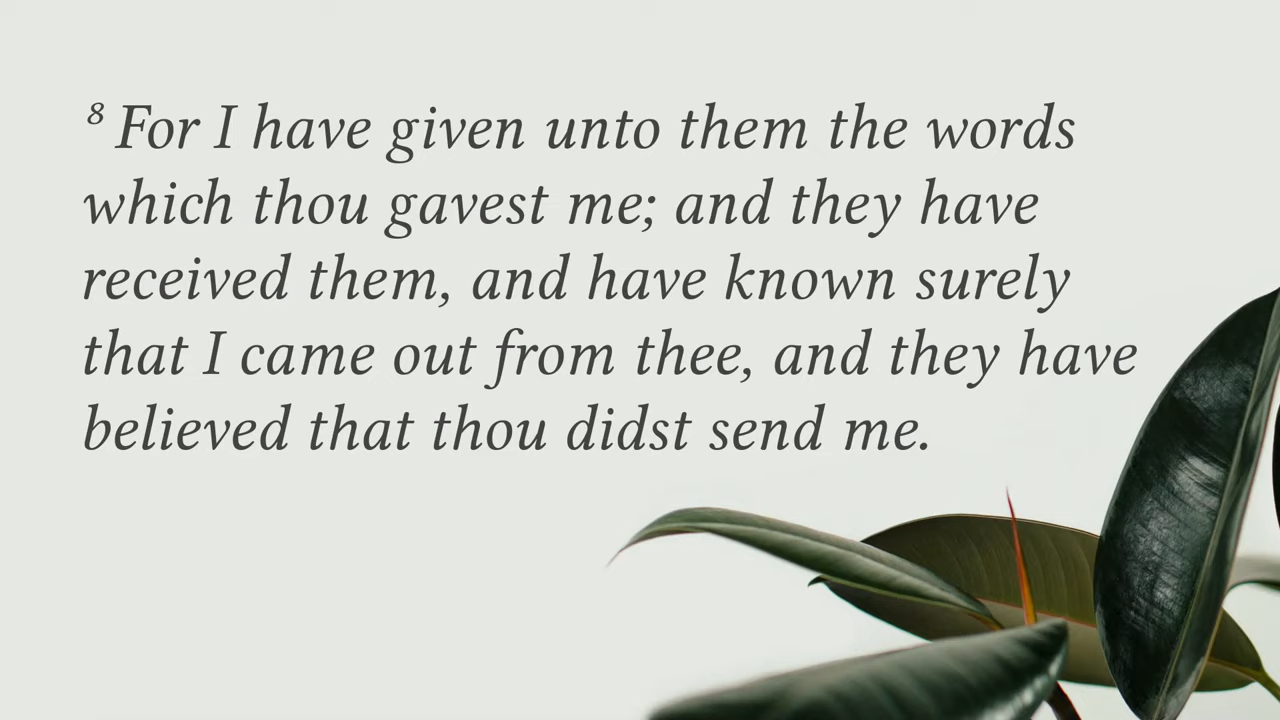 ⁸ For I have given unto them the words
which thou gavest me; and they have
received them, and have known surely
that I came out from thee, and they have
believed that thou didst send me.